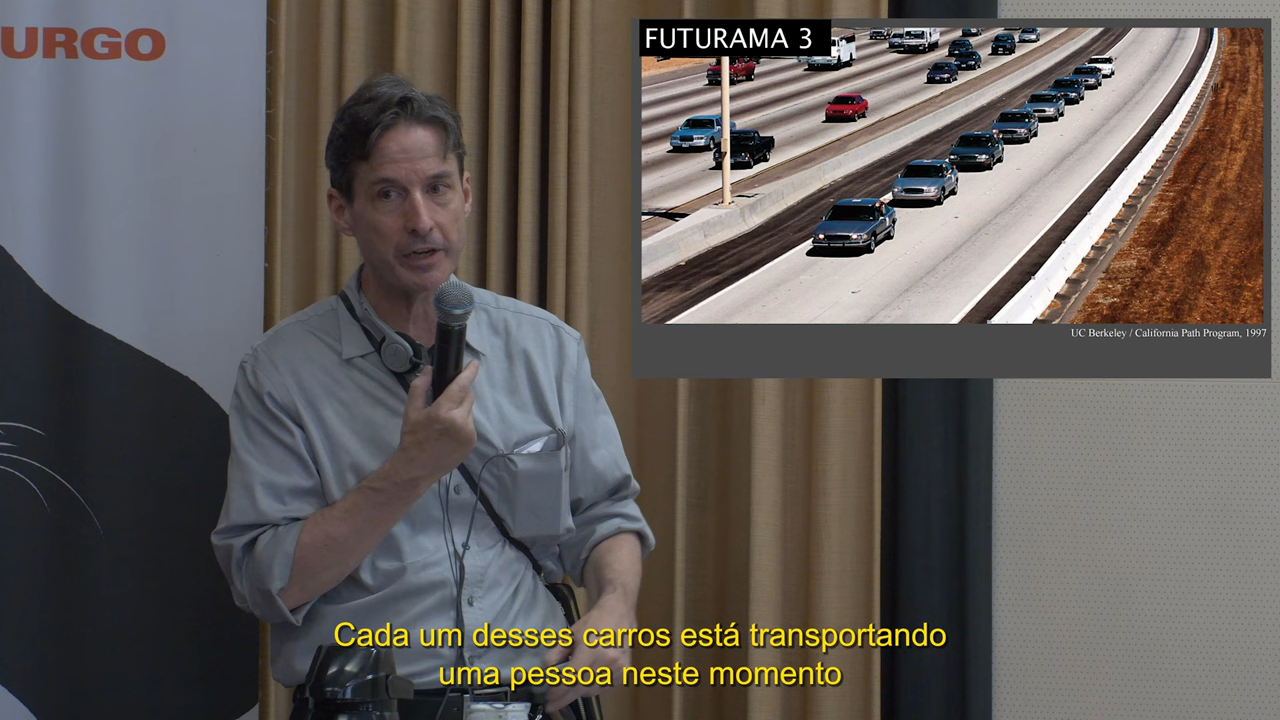 URGO
FUTURAMA 3
UC Berkeley / California Path Program, 1997
Cada um desses carros está transportando
uma pessoa neste momento